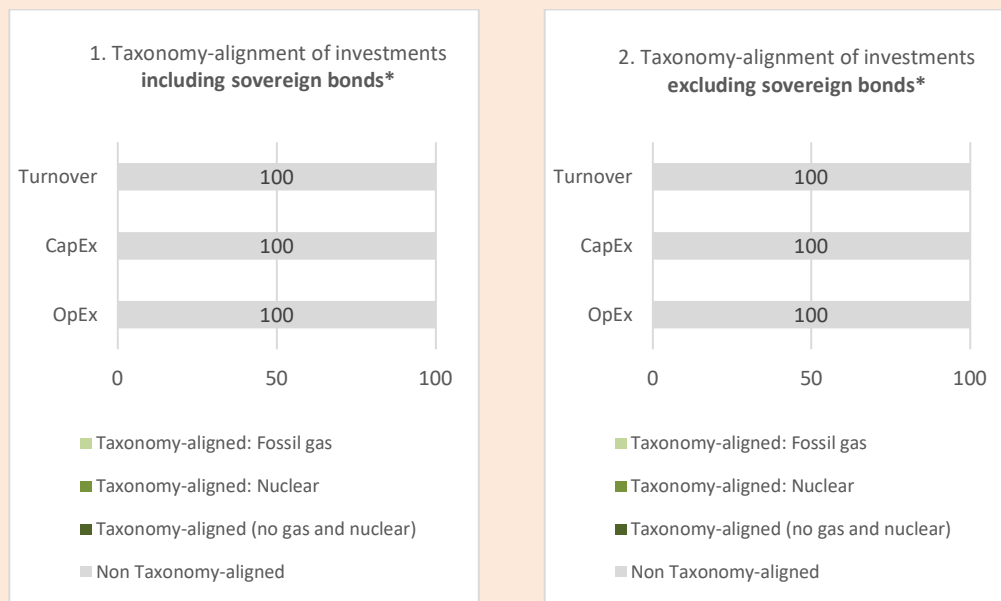 1. Taxonomy-alignment of investments
including sovereign bonds*
Turnover
100
CapEx
100
OpEx
100
0 50 100
Taxonomy-aligned: Fossil gas
Taxonomy-aligned: Nuclear
Taxonomy-aligned (no gas and nuclear)
Non Taxonomy-aligned
2. Taxonomy-alignment of investments
excluding sovereign bonds*
Turnover
100
CapEx
100
OpEx
100
0 50 100
Taxonomy-aligned: Fossil gas
Taxonomy-aligned: Nuclear
Taxonomy-aligned (no gas and nuclear)
Non Taxonomy-aligned